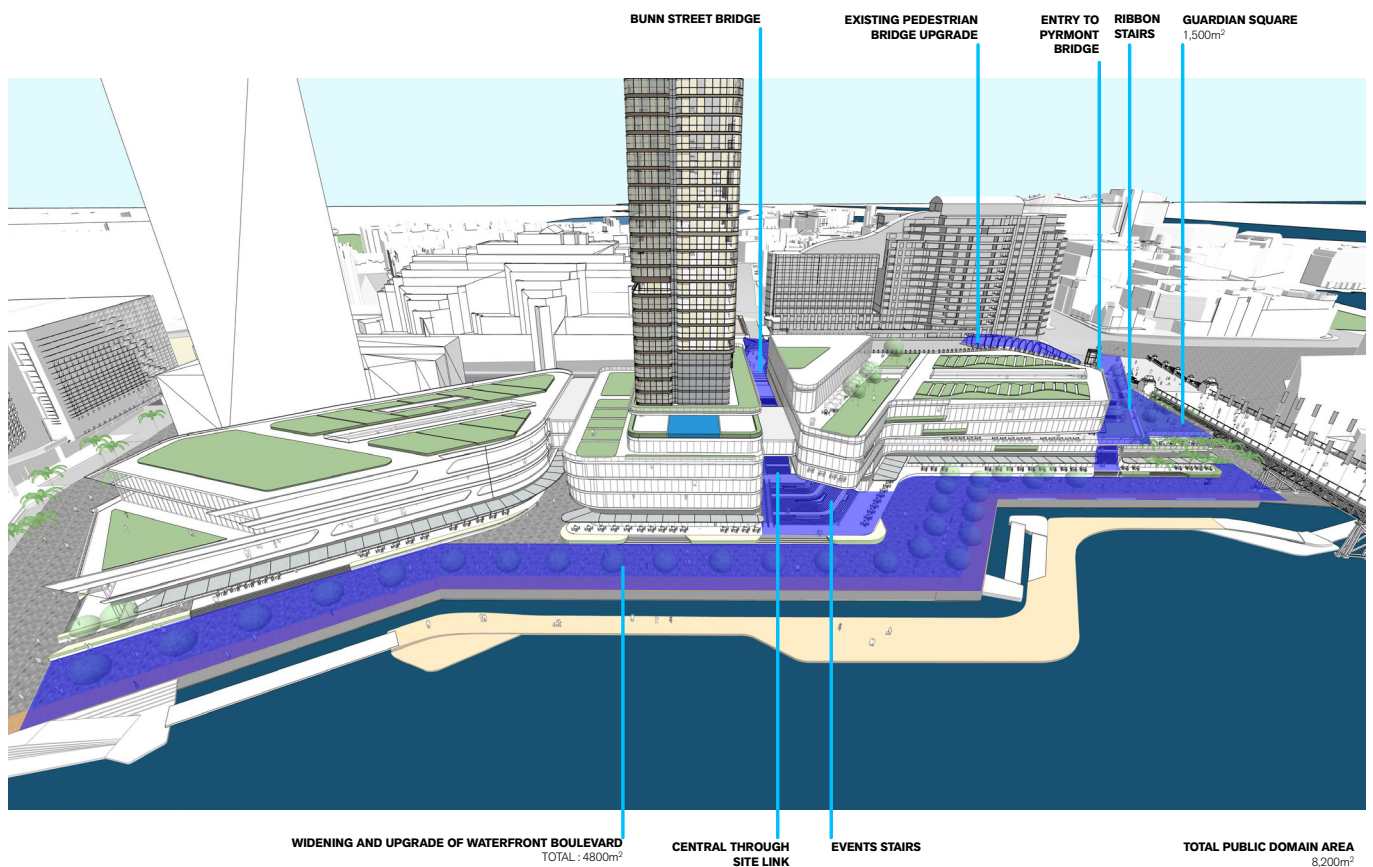 BUNN STREET BRIDGE
EXISTING PEDESTRIAN
BRIDGE UPGRADE
ENTRY TO
PYRMONT
BRIDGE
RIBBON
STAIRS
GUARDIAN SQUARE
1,500m²
WIDENING AND UPGRADE OF WATERFRONT BOULEVARD
TOTAL : 4800m²
CENTRAL THROUGH
SITE LINK
EVENTS STAIRS
TOTAL PUBLIC DOMAIN AREA
8,200m²